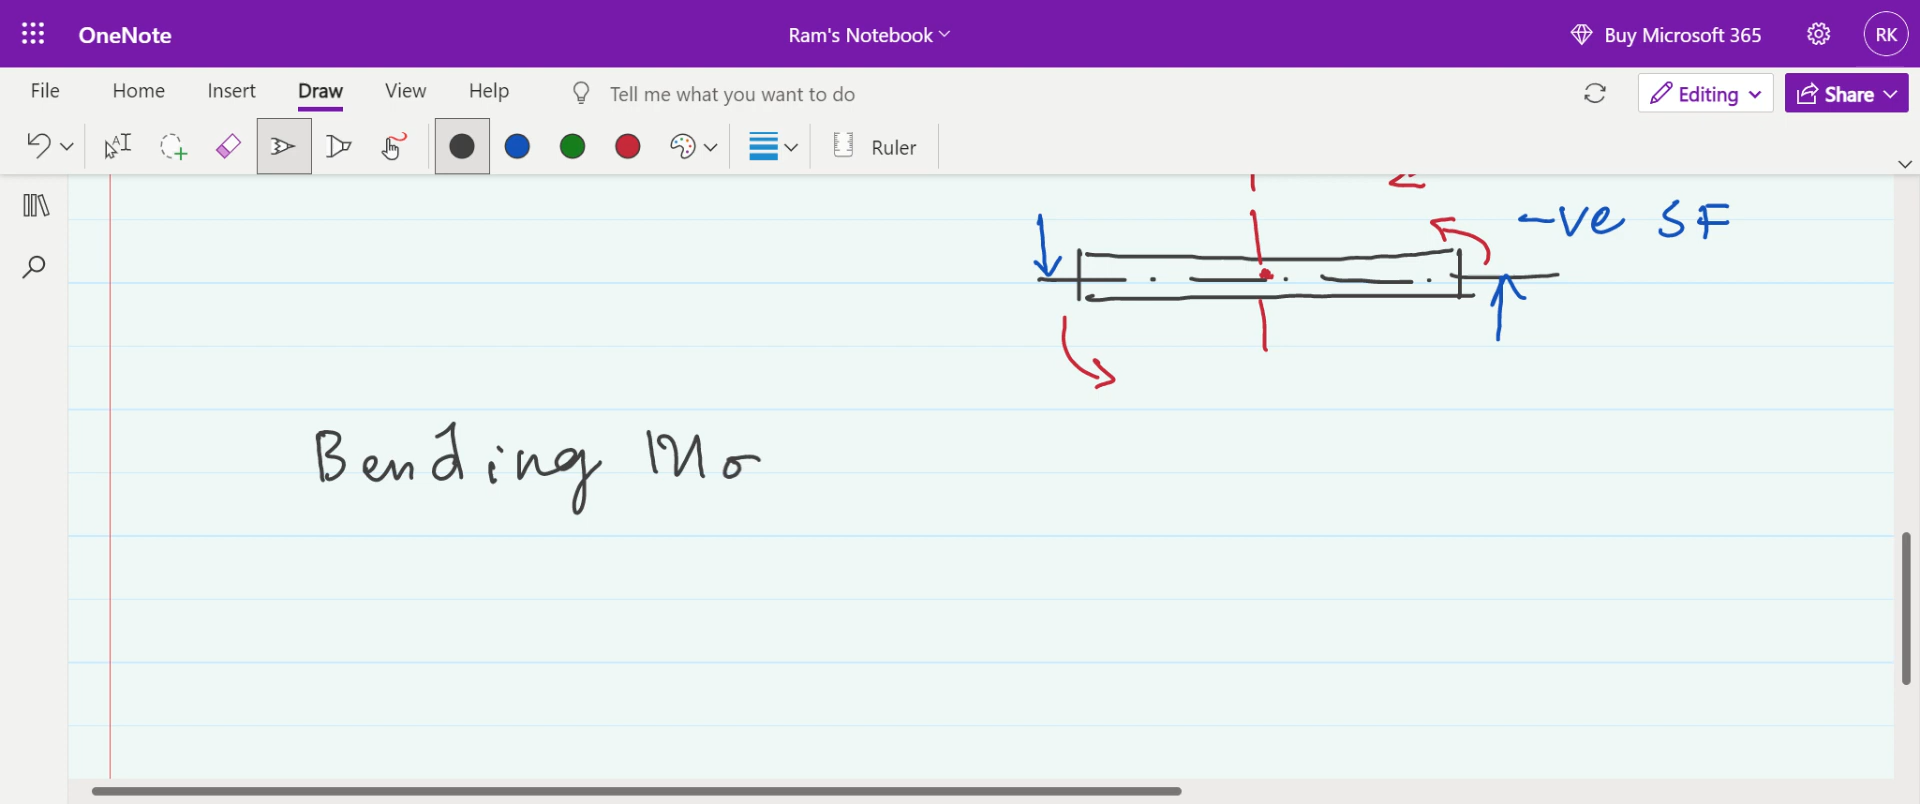 OneNote
Ram's Notebook
Buy Microsoft 365
RK
File Home Insert Draw View Help Tell me what you want to do
Editing
Share
Ruler
-ve SF
Bending Mo